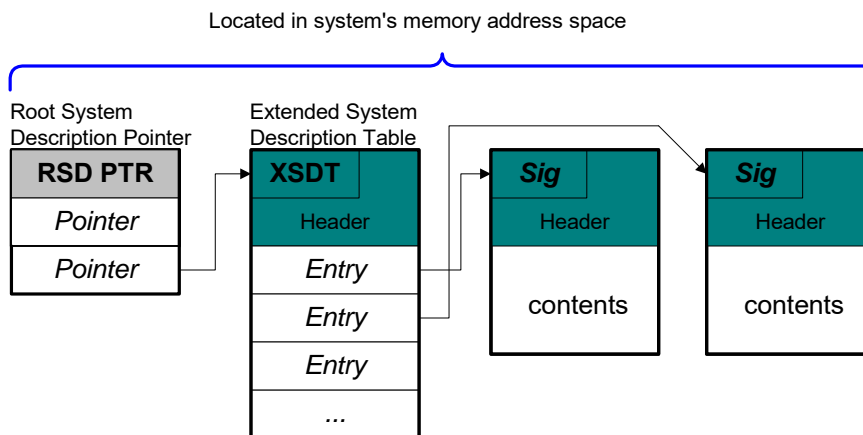 Located in system's memory address space
Root System
Description Pointer
Extended System
Description Table
RSD PTR
Pointer
Pointer
XSDT
Header
Entry
Entry
Entry
...
Sig
Header
contents
Sig
Header
contents